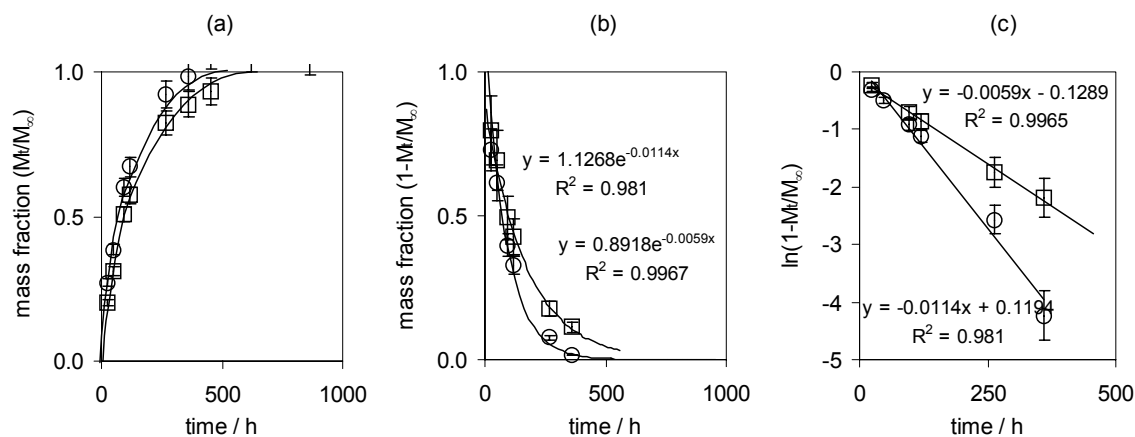 (a)
mass fraction (Mt/M∞)
1.0
0.5
0.0
0
500
1000
time / h
(b)
mass fraction (1-Mt/M∞)
1.0
0.5
0.0
y = 1.1268e^-0.0114x
R² = 0.981
y = 0.8918e^-0.0059x
R² = 0.9967
0
500
1000
time / h
(c)
ln(1-Mt/M∞)
0
-1
-2
-3
-4
-5
y = -0.0059x - 0.1289
R² = 0.9965
y = -0.0114x + 0.1194
R² = 0.981
0
250
500
time / h